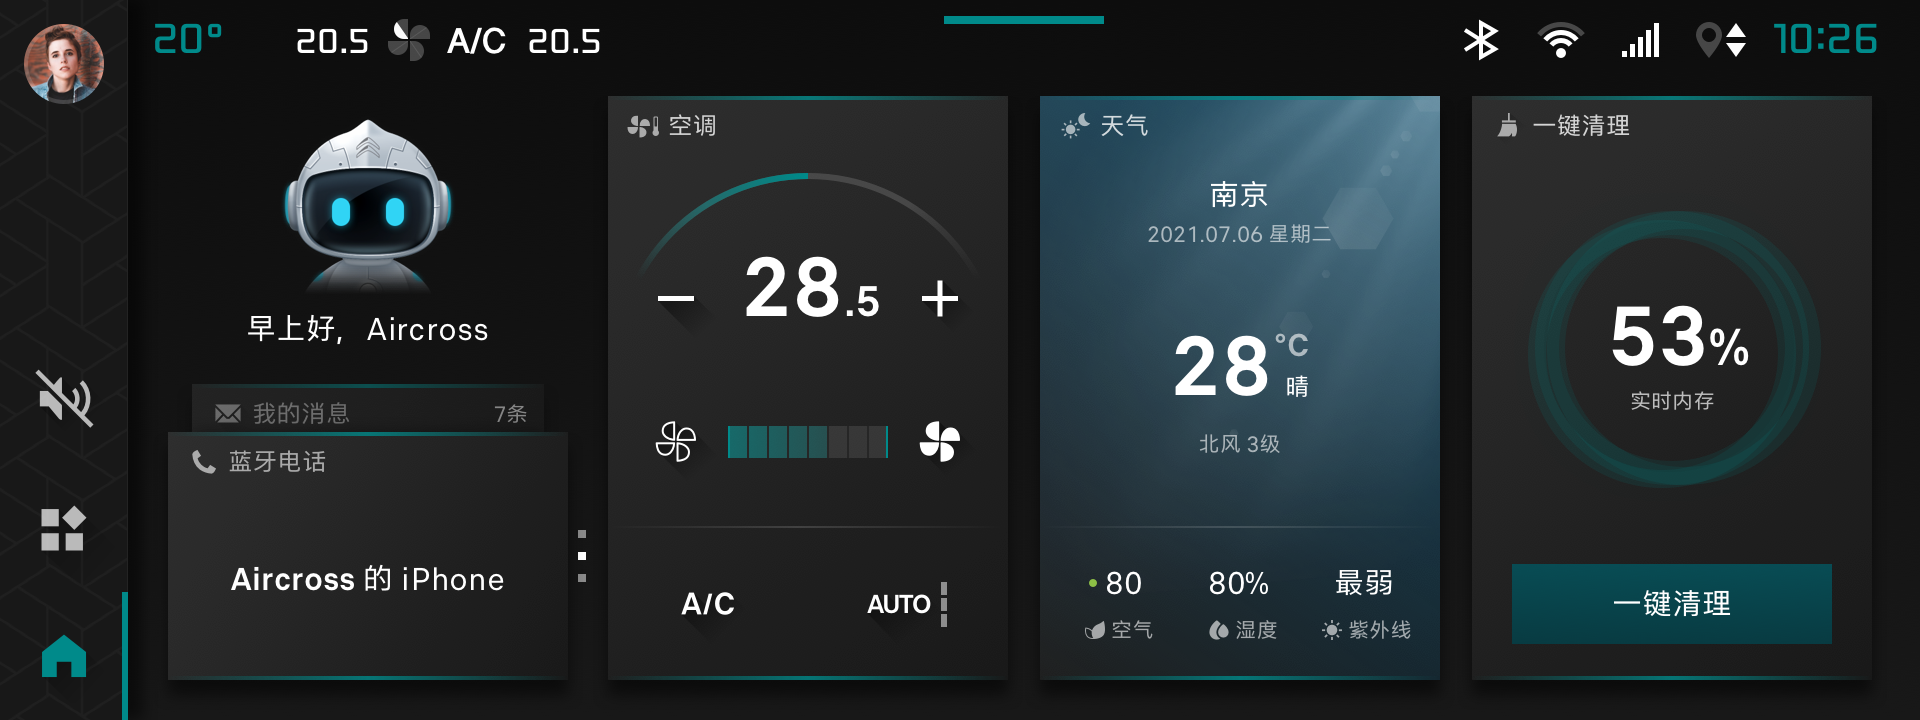 20°
20.5 A/C 20.5
10:26
早上好, Aircross
我的消息 7条
蓝牙电话
Aircross 的 iPhone
空调
28.5
A/C AUTO
天气
南京
2021.07.06 星期二
28 °C
晴
北风 3级
80 80% 最弱
空气 湿度 紫外线
一键清理
53%
实时内存
一键清理